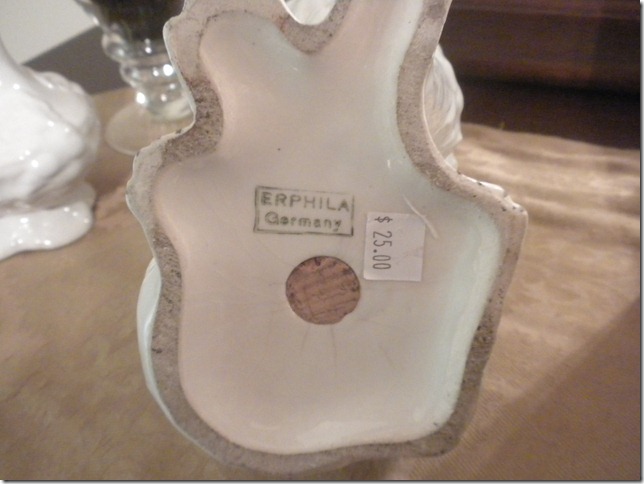 ERPHILA
Germany
$ 25.00